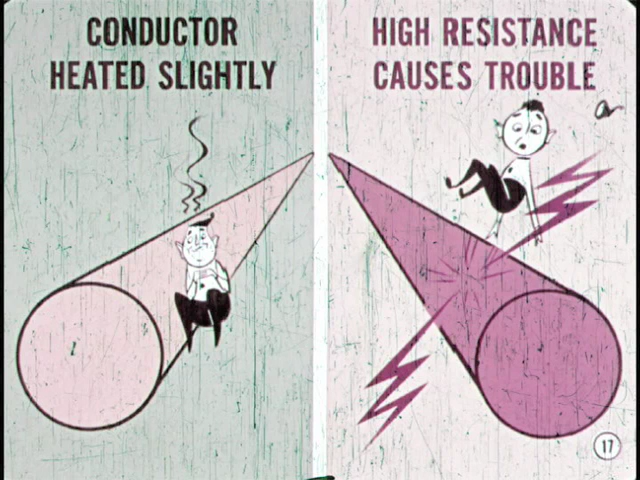 CONDUCTOR
HEATED SLIGHTLY
HIGH RESISTANCE
CAUSES TROUBLE
17